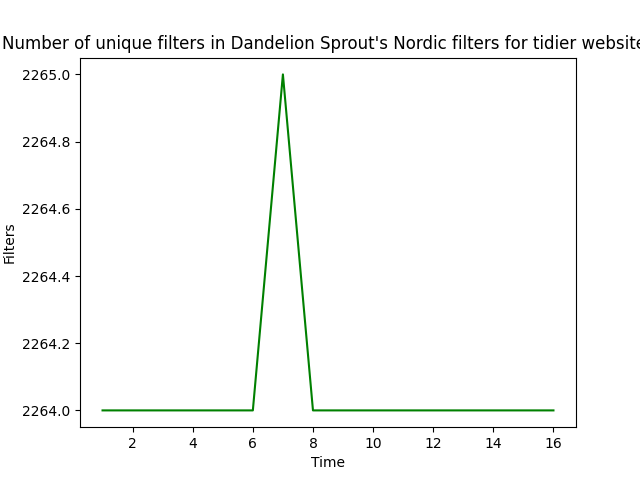 Number of unique filters in Dandelion Sprout's Nordic filters for tidier website
2265.0
2264.8
2264.6
2264.4
2264.2
2264.0
Filters
2 4 6 8 10 12 14 16
Time